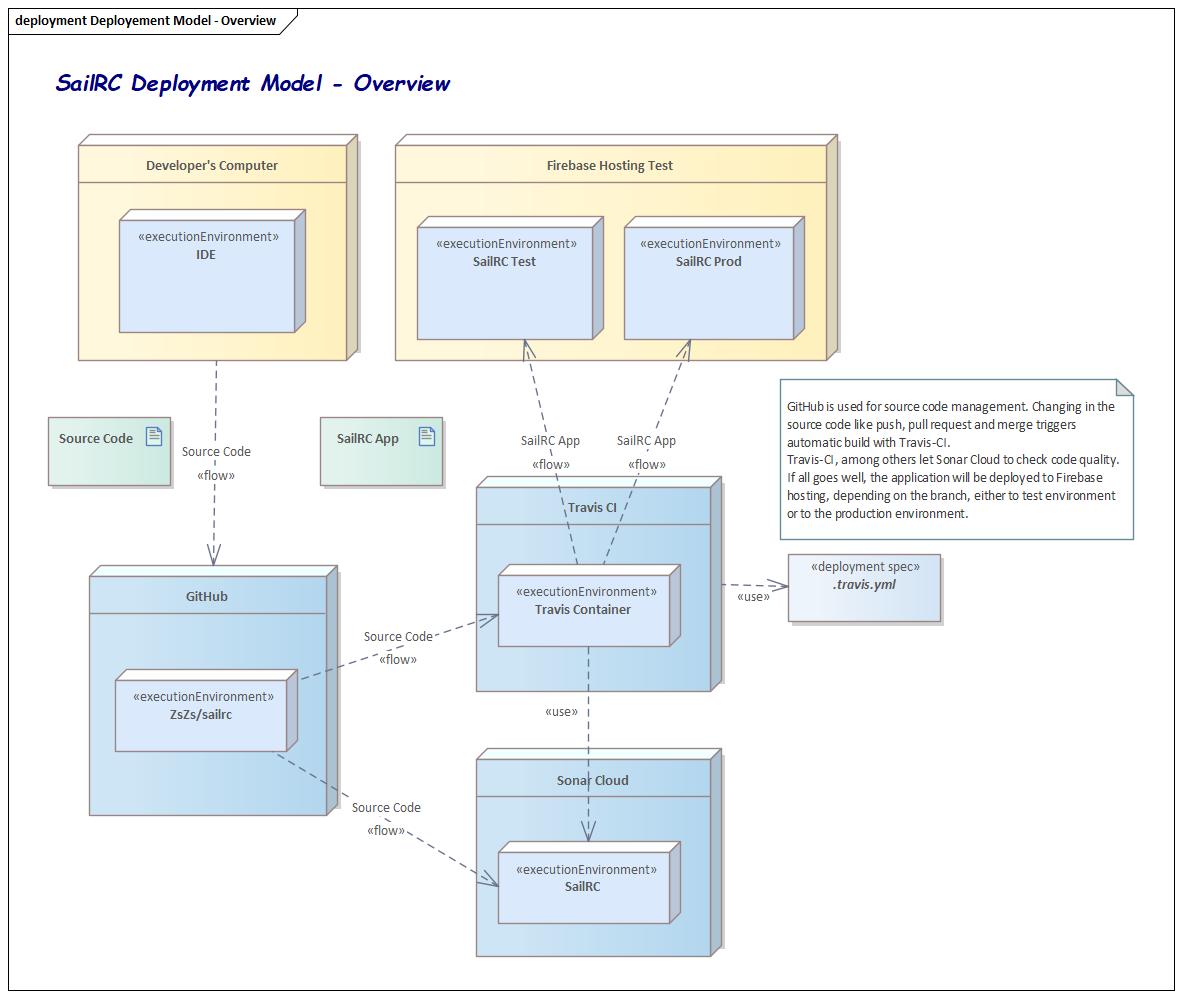 deployment Deployement Model - Overview
SailRC Deployment Model - Overview
Developer's Computer
«executionEnvironment»
IDE
Firebase Hosting Test
«executionEnvironment»
SailRC Test
«executionEnvironment»
SailRC Prod
Source Code
Source Code
«flow»
SailRC App
SailRC App
«flow»
SailRC App
«flow»
GitHub is used for source code management. Changing in the
source code like push, pull request and merge triggers
automatic build with Travis-CI.
Travis-CI, among others let Sonar Cloud to check code quality.
If all goes well, the application will be deployed to Firebase
hosting, depending on the branch, either to test environment
or to the production environment.
Travis CI
«executionEnvironment»
Travis Container
«use»
«deployment spec»
.travis.yml
GitHub
«executionEnvironment»
ZsZs/sailrc
Source Code
«flow»
«use»
Source Code
«flow»
Sonar Cloud
«executionEnvironment»
SailRC